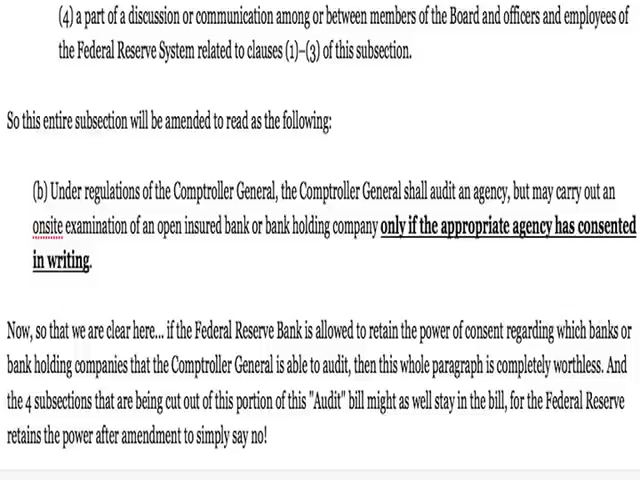 (4) a part of a discussion or communication among or between members of the Board and officers and employees of
the Federal Reserve System related to clauses (1)–(3) of this subsection.
So this entire subsection will be amended to read as the following:
(b) Under regulations of the Comptroller General, the Comptroller General shall audit an agency, but may carry out an
onsite examination of an open insured bank or bank holding company only if the appropriate agency has consented
in writing.
Now, so that we are clear here... if the Federal Reserve Bank is allowed to retain the power of consent regarding which banks or
bank holding companies that the Comptroller General is able to audit, then this whole paragraph is completely worthless. And
the 4 subsections that are being cut out of this portion of this "Audit" bill might as well stay in the bill, for the Federal Reserve
retains the power after amendment to simply say no!